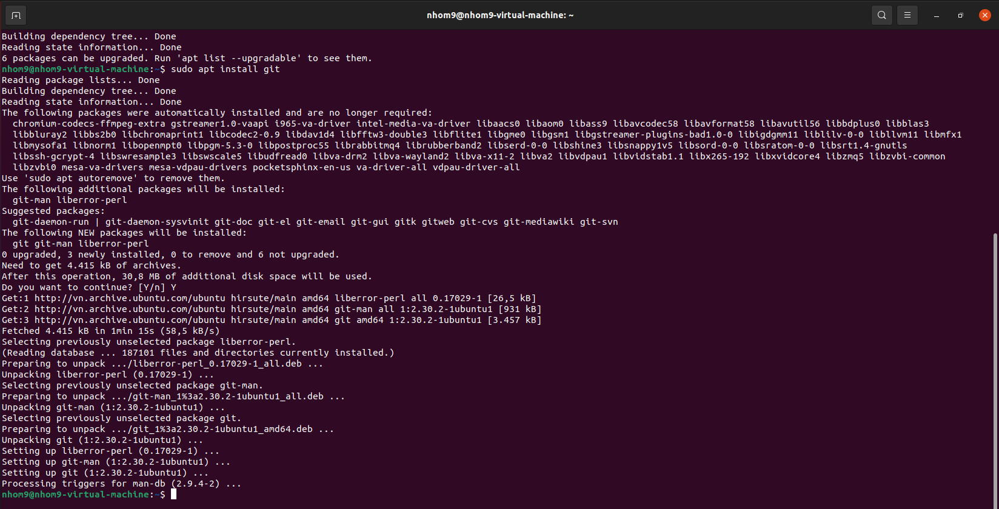 nhom9@nhom9-virtual-machine: ~
Building dependency tree... Done
Reading state information... Done
6 packages can be upgraded. Run 'apt list --upgradable' to see them.
nhom9@nhom9-virtual-machine:~$ sudo apt install git
Reading package lists... Done
Building dependency tree... Done
Reading state information... Done
The following packages were automatically installed and are no longer required:
  chromium-codecs-ffmpeg-extra gstreamer1.0-vaapi i965-va-driver intel-media-va-driver libaacs0 libaom0 libass9 libavcodec58 libavformat58 libavutil56 libbdplus0 libblas3
  libbluray2 libbs2b0 libchromaprint1 libcodec2-0.9 libdav1d4 libfftw3-double3 libflite1 libgme0 libgsm1 libgstreamer-plugins-bad1.0-0 libigdgmm11 liblilv-0-0 libllvm11 libmfx1
  libmysofa1 libnorm1 libopenmpt0 libpgm-5.3-0 libpostproc55 librabbitmq4 librubberband2 libserd-0-0 libshine3 libsnappy1v5 libsord-0-0 libsratom-0-0 libsrt1.4-gnutls
  libssh-gcrypt-4 libswresample3 libswscale5 libudfread0 libva-drm2 libva-wayland2 libva-x11-2 libva2 libvdpau1 libvidstab1.1 libx265-192 libxvidcore4 libzmq5 libzvbi-common
  libzvbi0 mesa-va-drivers mesa-vdpau-drivers pocketsphinx-en-us va-driver-all vdpau-driver-all
Use 'sudo apt autoremove' to remove them.
The following additional packages will be installed:
  git-man liberror-perl
Suggested packages:
  git-daemon-run | git-daemon-sysvinit git-doc git-el git-email git-gui gitk gitweb git-cvs git-mediawiki git-svn
The following NEW packages will be installed:
  git git-man liberror-perl
0 upgraded, 3 newly installed, 0 to remove and 6 not upgraded.
Need to get 4.415 kB of archives.
After this operation, 30,8 MB of additional disk space will be used.
Do you want to continue? [Y/n] Y
Get:1 http://vn.archive.ubuntu.com/ubuntu hirsute/main amd64 liberror-perl all 0.17029-1 [26,5 kB]
Get:2 http://vn.archive.ubuntu.com/ubuntu hirsute/main amd64 git-man all 1:2.30.2-1ubuntu1 [931 kB]
Get:3 http://vn.archive.ubuntu.com/ubuntu hirsute/main amd64 git amd64 1:2.30.2-1ubuntu1 [3.457 kB]
Fetched 4.415 kB in 1min 15s (58,5 kB/s)
Selecting previously unselected package liberror-perl.
(Reading database ... 187101 files and directories currently installed.)
Preparing to unpack .../liberror-perl_0.17029-1_all.deb ...
Unpacking liberror-perl (0.17029-1) ...
Selecting previously unselected package git-man.
Preparing to unpack .../git-man_1%3a2.30.2-1ubuntu1_all.deb ...
Unpacking git-man (1:2.30.2-1ubuntu1) ...
Selecting previously unselected package git.
Preparing to unpack .../git_1%3a2.30.2-1ubuntu1_amd64.deb ...
Unpacking git (1:2.30.2-1ubuntu1) ...
Setting up liberror-perl (0.17029-1) ...
Setting up git-man (1:2.30.2-1ubuntu1) ...
Setting up git (1:2.30.2-1ubuntu1) ...
Processing triggers for man-db (2.9.4-2) ...
nhom9@nhom9-virtual-machine:~$